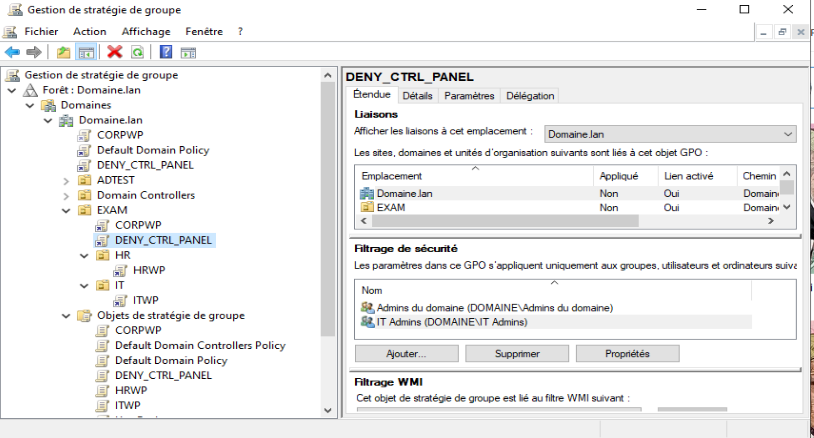 Gestion de stratégie de groupe
Fichier Action Affichage Fenêtre ?
Gestion de stratégie de groupe
Forêt : Domaine.lan
Domaines
Domaine.lan
CORPWP
Default Domain Policy
DENY_CTRL_PANEL
ADTEST
Domain Controllers
EXAM
CORPWP
DENY_CTRL_PANEL
HR
HRWP
IT
ITWP
Objets de stratégie de groupe
CORPWP
Default Domain Controllers Policy
Default Domain Policy
DENY_CTRL_PANEL
HRWP
ITWP
DENY_CTRL_PANEL
Étendue Détails Paramètres Délégation
Liaisons
Afficher les liaisons à cet emplacement : Domaine.lan
Les sites, domaines et unités d'organisation suivants sont liés à cet objet GPO :
Emplacement Appliqué Lien activé Chemin
Domaine.lan Non Oui Domain
EXAM Non Oui Domain
Filtrage de sécurité
Les paramètres dans ce GPO s'appliquent uniquement aux groupes, utilisateurs et ordinateurs suiva
Nom
Admins du domaine (DOMAINE\Admins du domaine)
IT Admins (DOMAINE\IT Admins)
Ajouter... Supprimer Propriétés
Filtrage WMI
Cet objet de stratégie de groupe est lié au filtre WMI suivant :